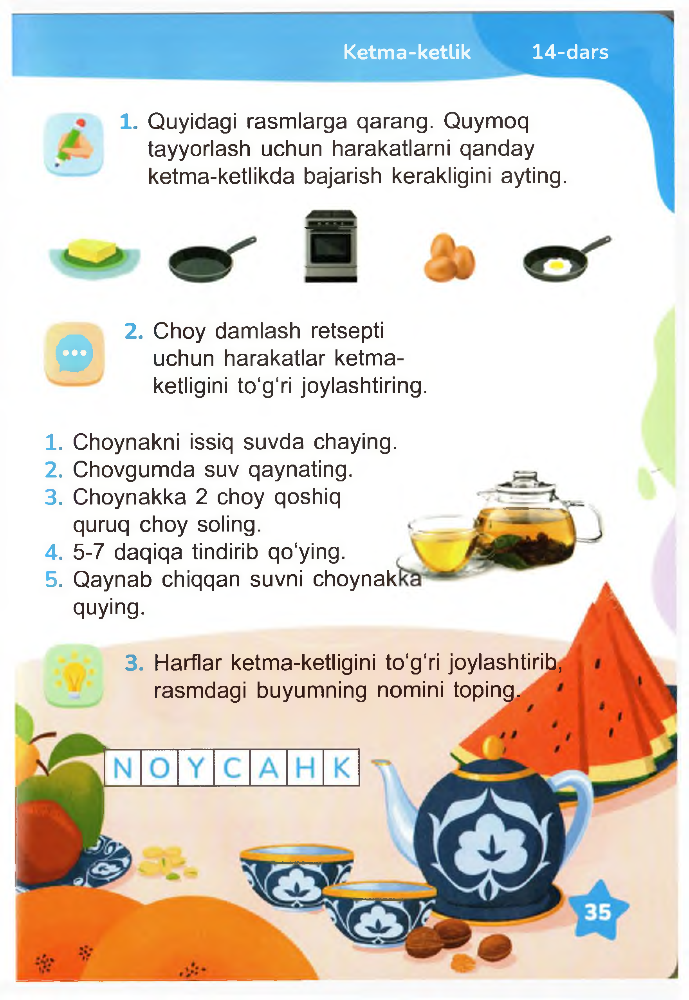 Ketma-ketlik 14-dars
1. Quyidagi rasmlarga qarang. Quymoq
tayyorlash uchun harakatlarni qanday
ketma-ketlikda bajarish kerakligini ayting.
2. Choy damlash retsepti
uchun harakatlar ketma-
ketligini to‘g‘ri joylashtiring.
1. Choynakni issiq suvda chaying.
2. Chovgumda suv qaynating.
3. Choynakka 2 choy qoshiq
quruq choy soling.
4. 5-7 daqiqa tindirib qo‘ying.
5. Qaynab chiqqan suvni choynakka
quying.
3. Harflar ketma-ketligini to‘g‘ri joylashtirib,
rasmdagi buyumning nomini toping.
N O Y C A H K
35